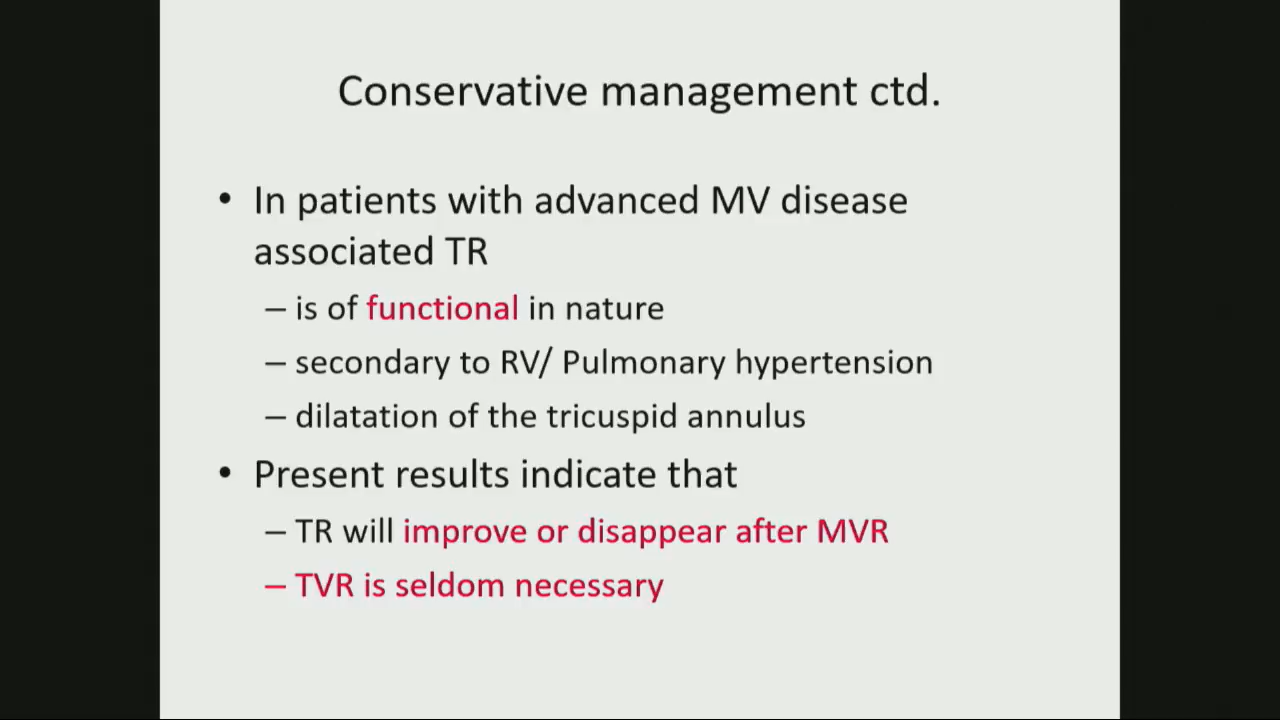 Conservative management ctd.
• In patients with advanced MV disease
associated TR
– is of functional in nature
– secondary to RV/ Pulmonary hypertension
– dilatation of the tricuspid annulus
• Present results indicate that
– TR will improve or disappear after MVR
– TVR is seldom necessary